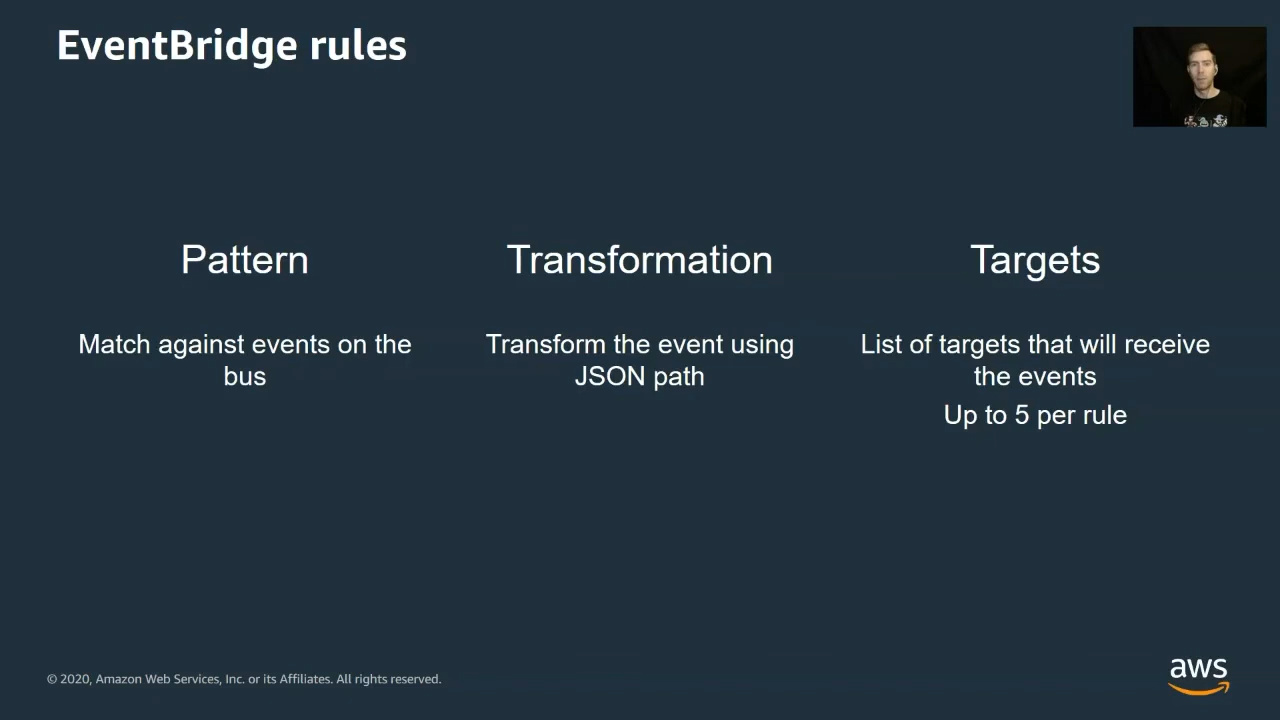 EventBridge rules
Pattern
Match against events on the
bus
Transformation
Transform the event using
JSON path
Targets
List of targets that will receive
the events
Up to 5 per rule
© 2020, Amazon Web Services, Inc. or its Affiliates. All rights reserved.
aws